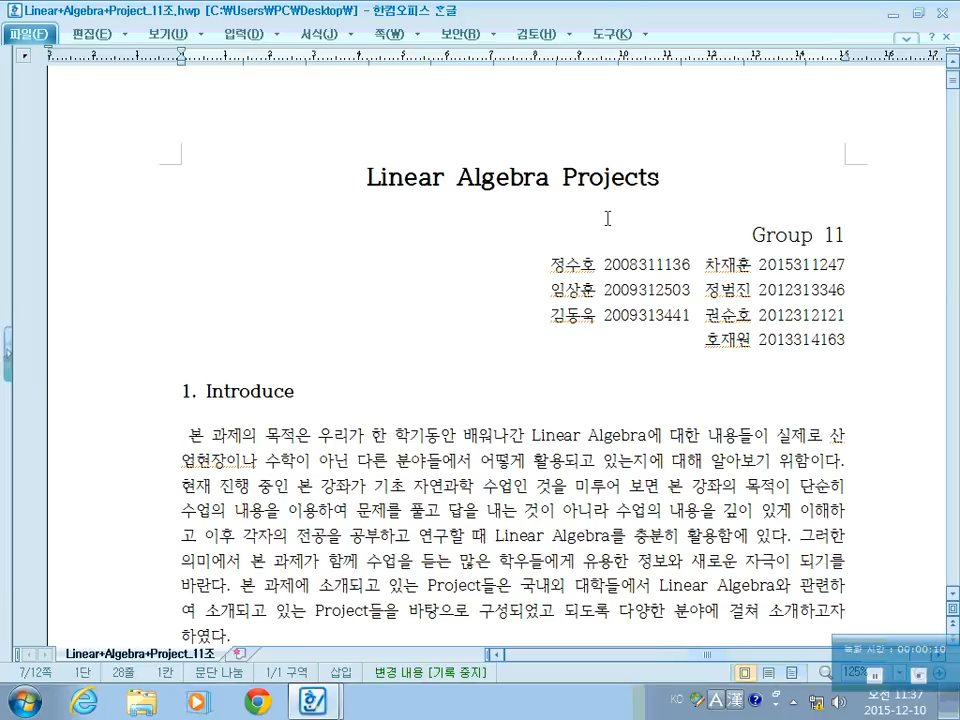 Linear+Algebra+Project_11조.hwp [C:₩Users₩PC₩Desktop₩] - 한컴오피스 한글
파일(F) 편집(E) 보기(U) 입력(D) 서식(J) 쪽(W) 보안(R) 검토(H) 도구(K)
3 2 1 1 2 3 4 5 6 7 8 9 10 11 12 13 14 15 16 17
Linear Algebra Projects
Group 11
정수호 2008311136 차재훈 2015311247
임상훈 2009312503 정범진 2012313346
김동욱 2009313441 권순호 2012312121
호재원 2013314163
1. Introduce
본 과제의 목적은 우리가 한 학기동안 배워나간 Linear Algebra에 대한 내용들이 실제로 산
업현장이나 수학이 아닌 다른 분야들에서 어떻게 활용되고 있는지에 대해 알아보기 위함이다.
현재 진행 중인 본 강좌가 기초 자연과학 수업인 것을 미루어 보면 본 강좌의 목적이 단순히
수업의 내용을 이용하여 문제를 풀고 답을 내는 것이 아니라 수업의 내용을 깊이 있게 이해하
고 이후 각자의 전공을 공부하고 연구할 때 Linear Algebra를 충분히 활용함에 있다. 그러한
의미에서 본 과제가 함께 수업을 듣는 많은 학우들에게 유용한 정보와 새로운 자극이 되기를
바란다. 본 과제에 소개되고 있는 Project들은 국내외 대학들에서 Linear Algebra와 관련하
여 소개되고 있는 Project들을 바탕으로 구성되었고 되도록 다양한 분야에 걸쳐 소개하고자
하였다.
Linear+Algebra+Project_11조
녹화 시간 : 00:00:10
7/12쪽 1단 28줄 1칸 문단 나눔 1/1 구역 삽입 변경 내용 [기록 중지] 125%
KO A 漢 오전 11:37
2015-12-10